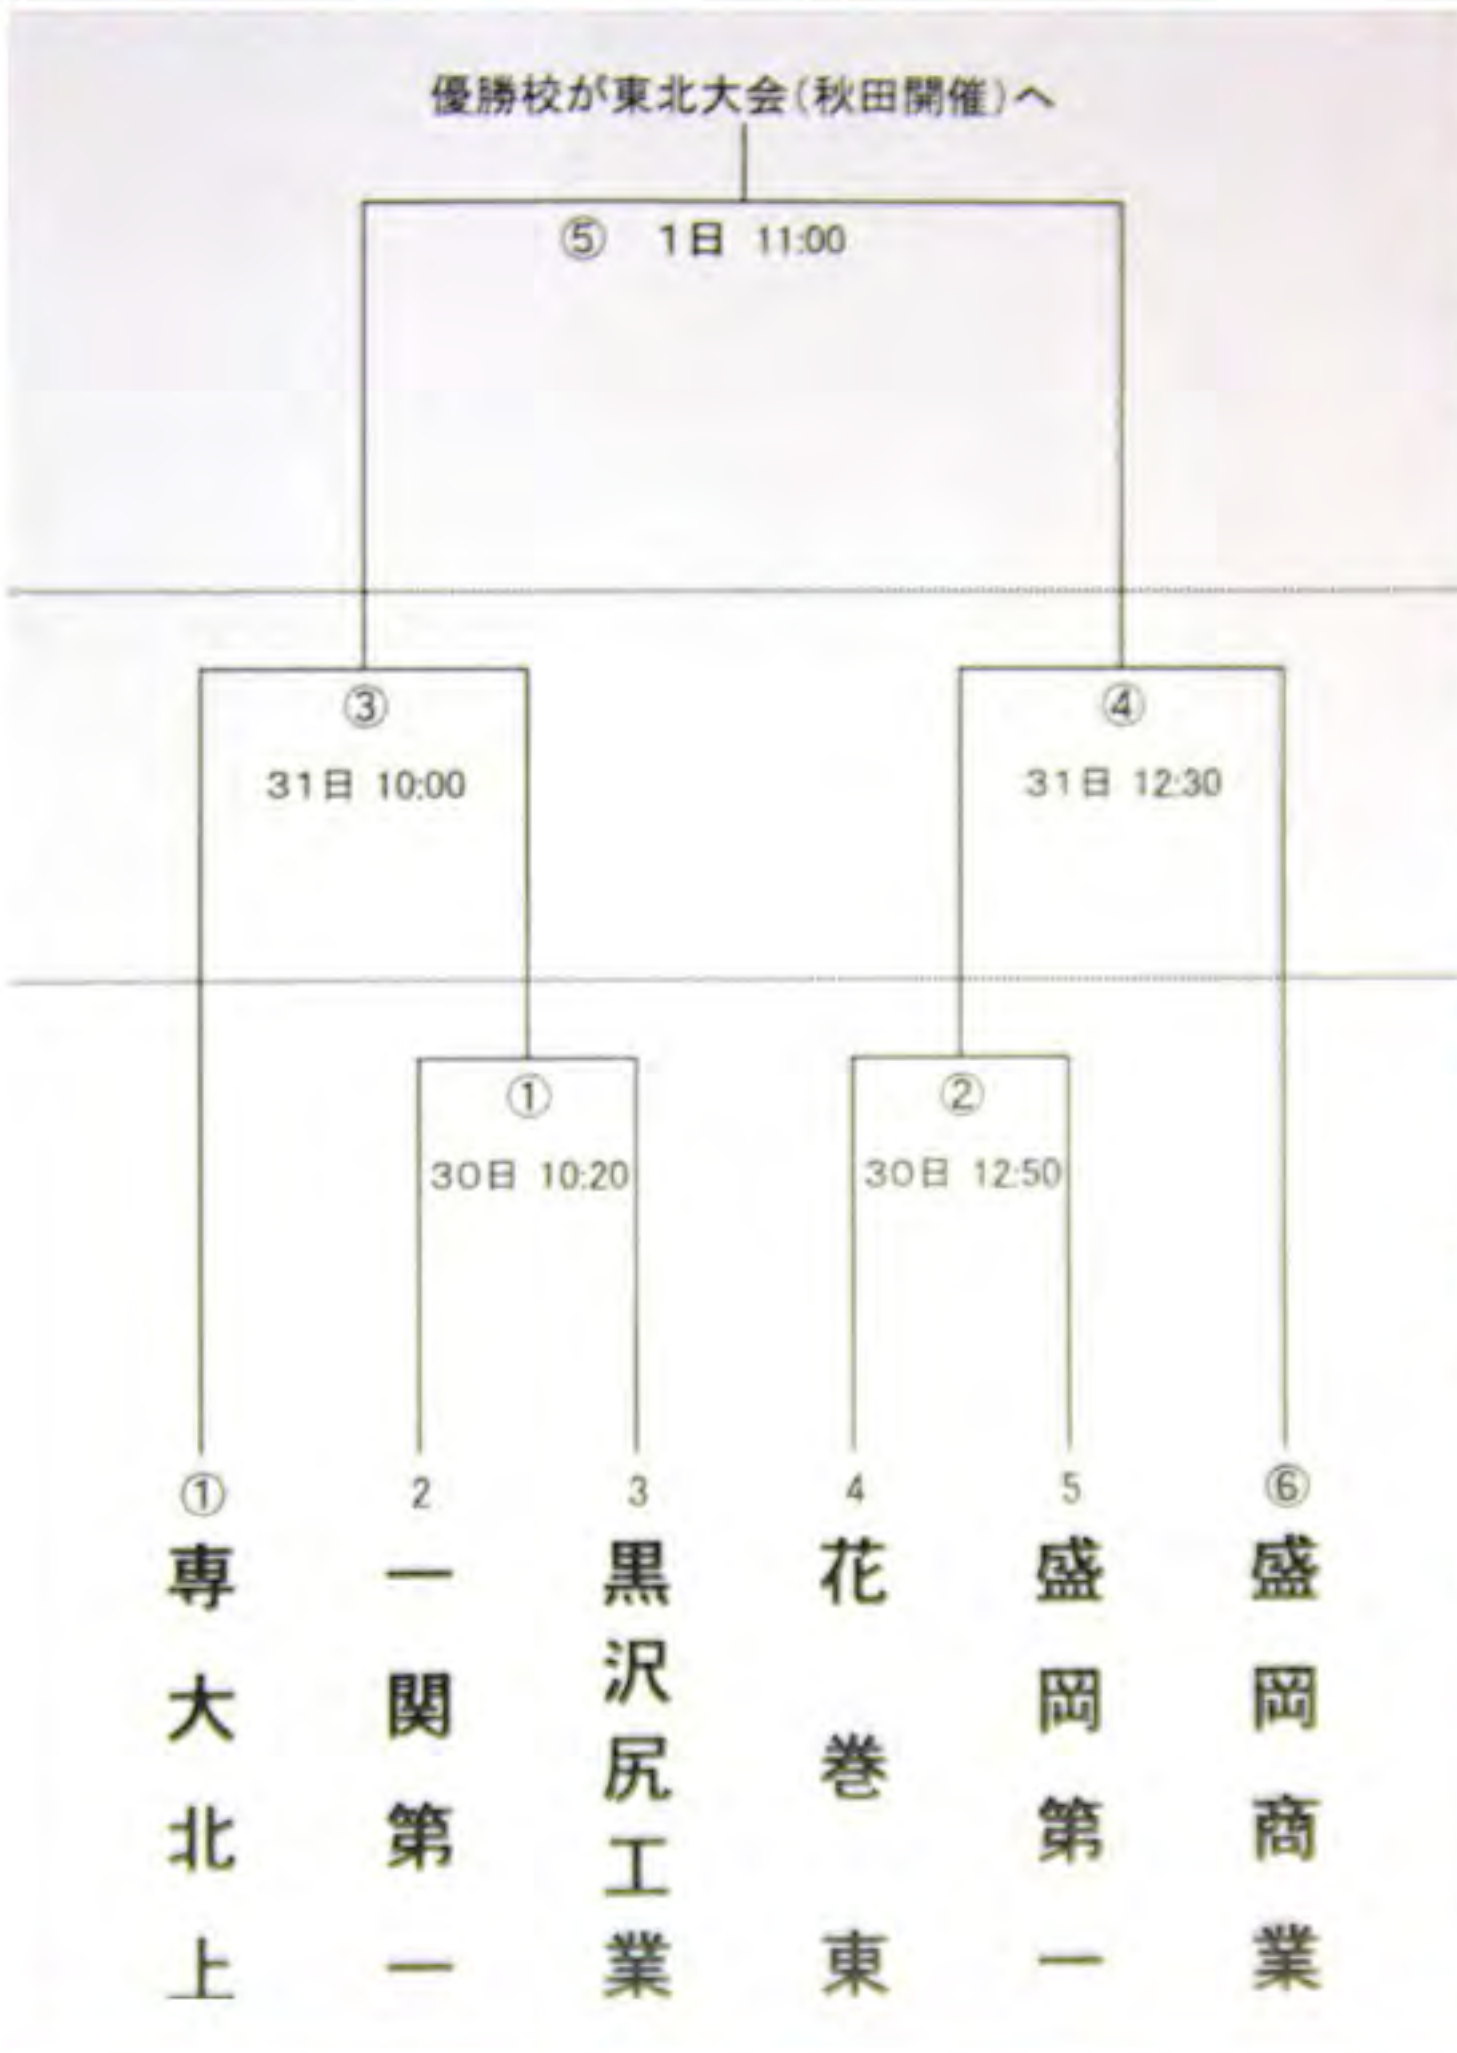 優勝校が東北大会(秋田開催)へ
⑤ 1日 11:00
③
31日 10:00
④
31日 12:30
①
30日 10:20
②
30日 12:50
①
専大北上
2
一関第一
3
黒沢尻工業
4
花巻東
5
盛岡第一
⑥
盛岡商業